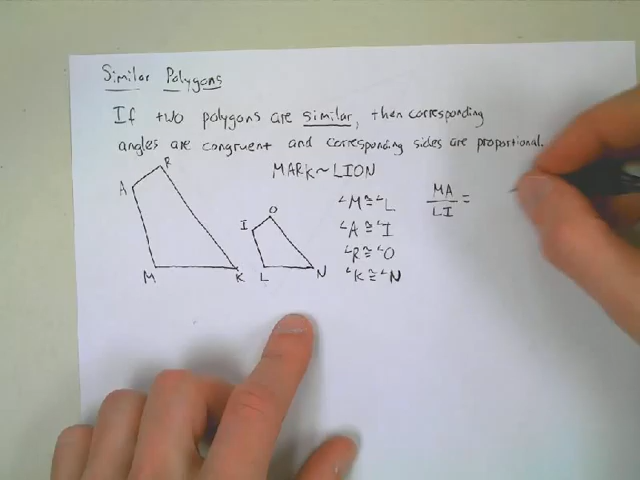 Similar Polygons
If two polygons are similar, then corresponding
angles are congruent and corresponding sides are proportional.
MARK~LION
A R M K
I O L N
∠M≅∠L
∠A≅∠I
∠R≅∠O
∠K≅∠N
MA
LI =